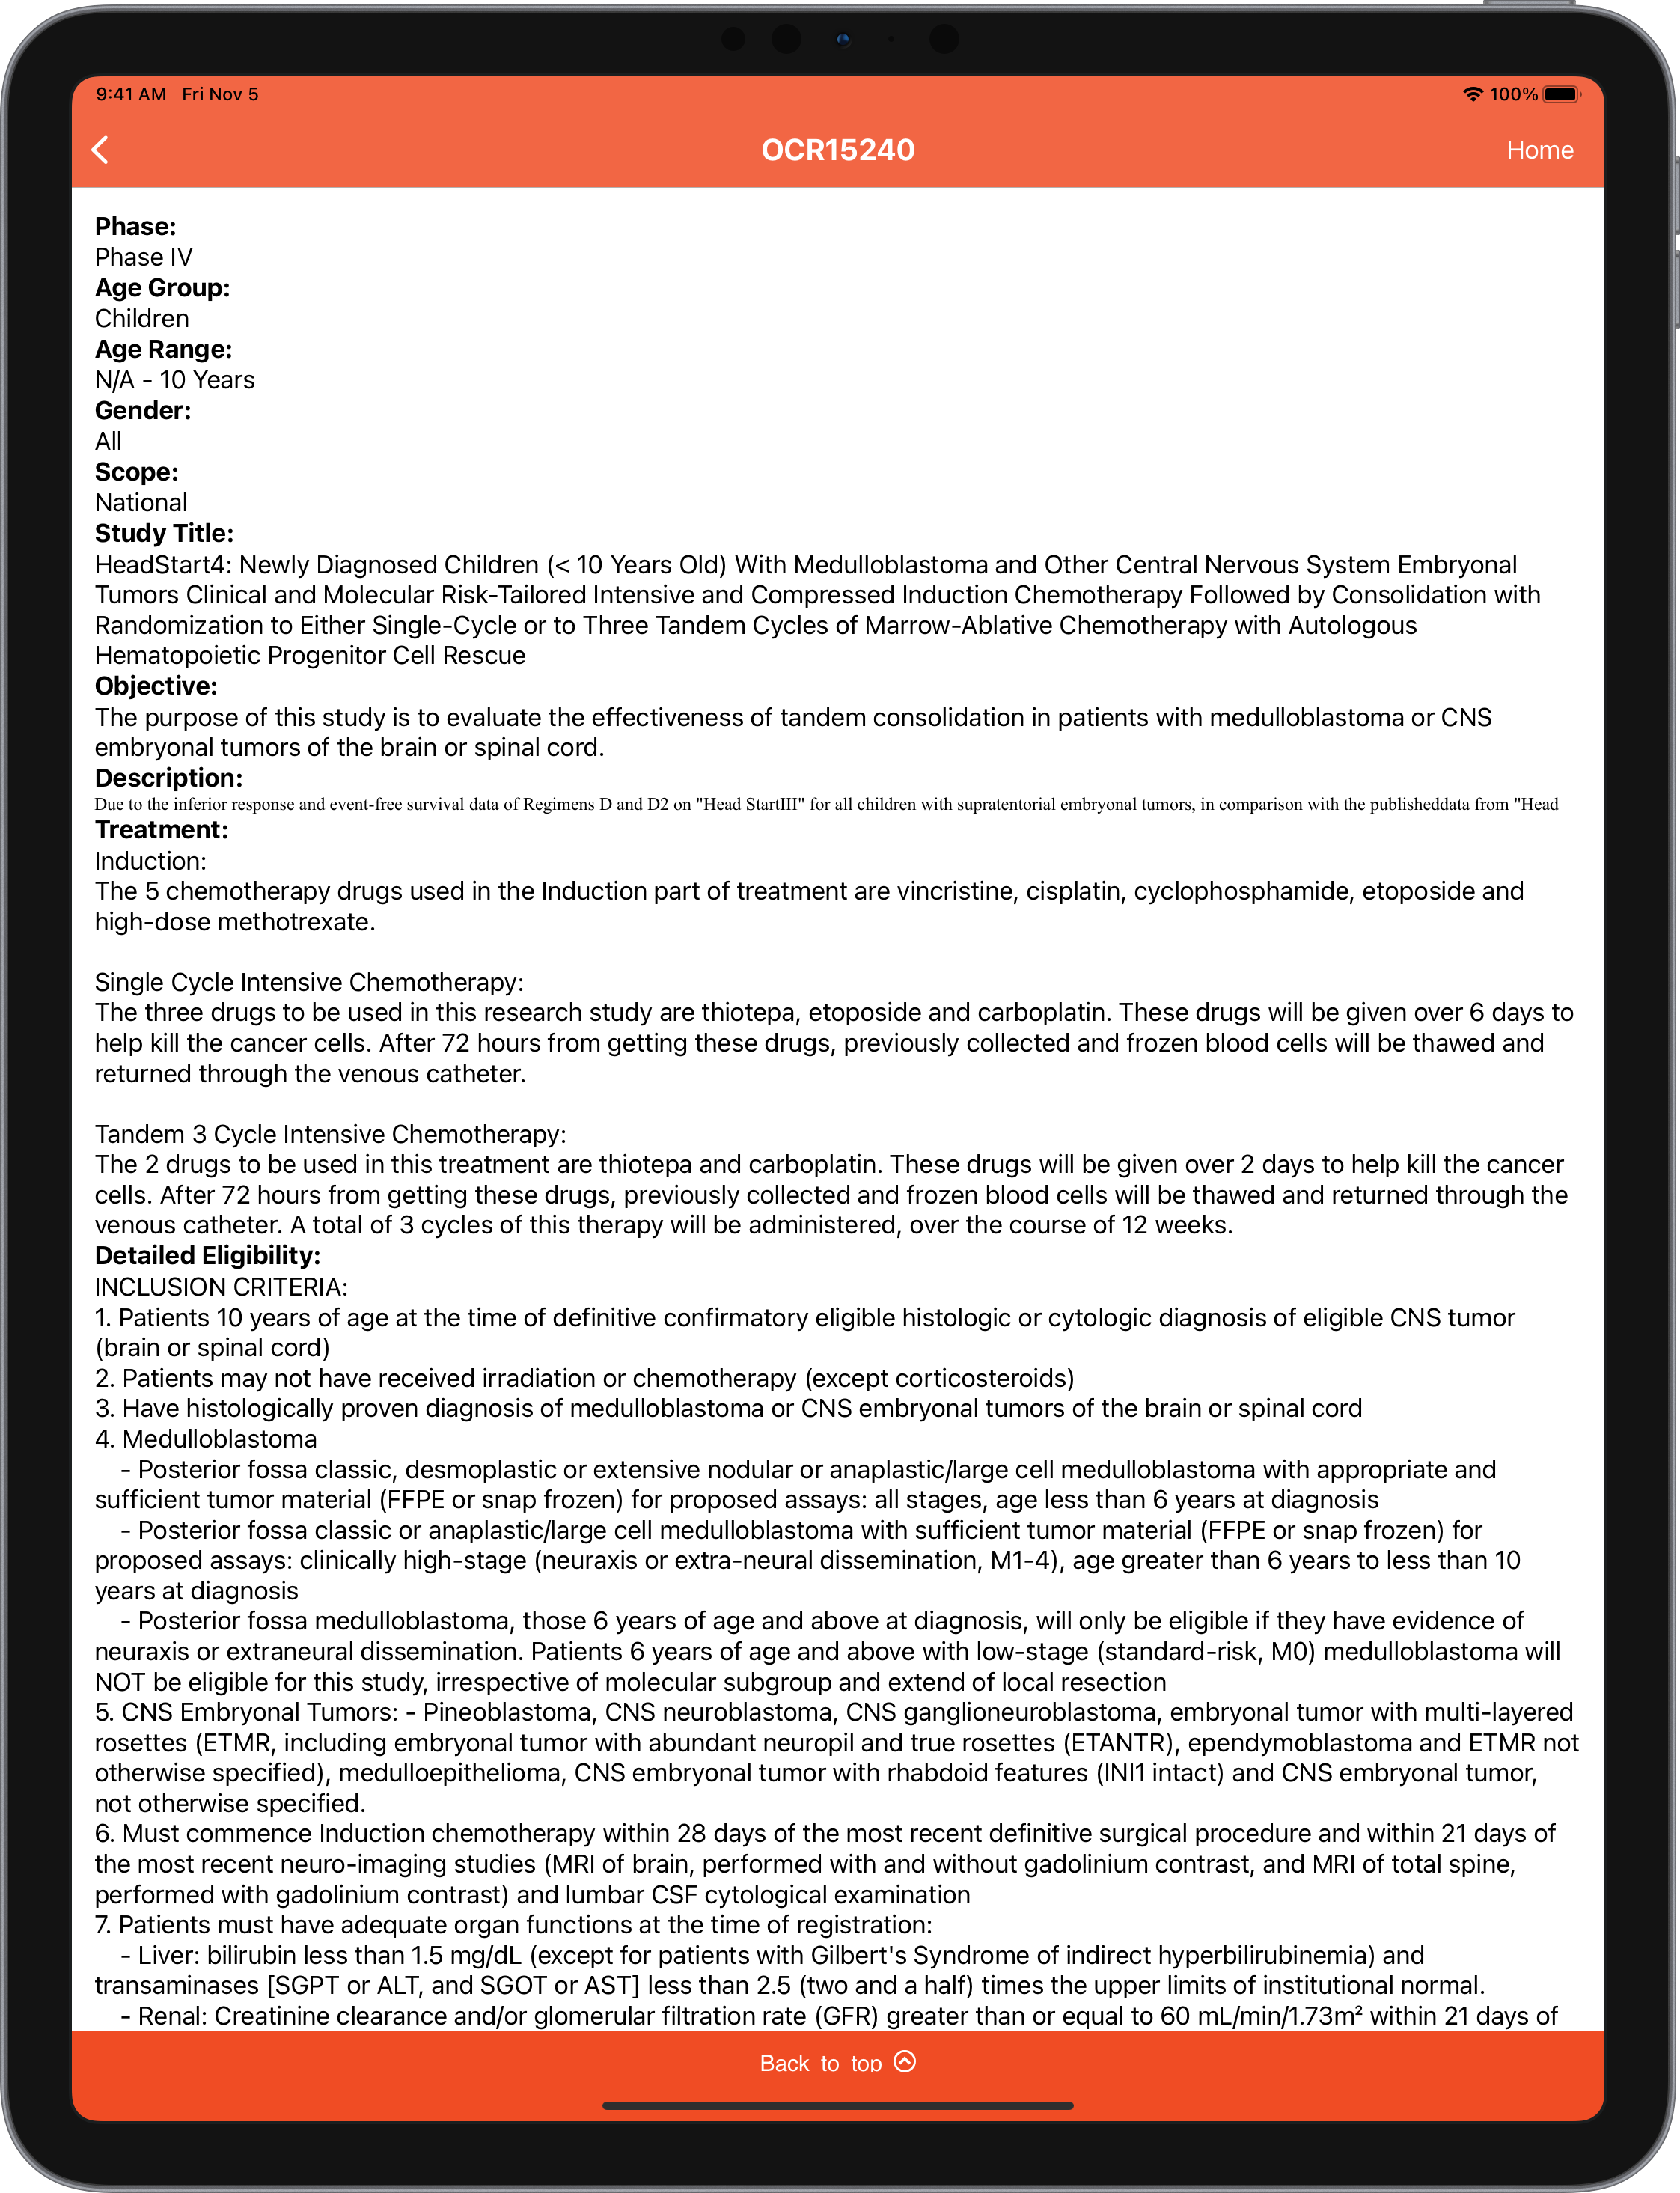 9:41 AM Fri Nov 5 100%
OCR15240 Home
Phase:
Phase IV
Age Group:
Children
Age Range:
N/A - 10 Years
Gender:
All
Scope:
National
Study Title:
HeadStart4: Newly Diagnosed Children (< 10 Years Old) With Medulloblastoma and Other Central Nervous System Embryonal
Tumors Clinical and Molecular Risk-Tailored Intensive and Compressed Induction Chemotherapy Followed by Consolidation with
Randomization to Either Single-Cycle or to Three Tandem Cycles of Marrow-Ablative Chemotherapy with Autologous
Hematopoietic Progenitor Cell Rescue
Objective:
The purpose of this study is to evaluate the effectiveness of tandem consolidation in patients with medulloblastoma or CNS
embryonal tumors of the brain or spinal cord.
Description:
Due to the inferior response and event-free survival data of Regimens D and D2 on "Head StartIII" for all children with supratentorial embryonal tumors, in comparison with the publisheddata from "Head
Treatment:
Induction:
The 5 chemotherapy drugs used in the Induction part of treatment are vincristine, cisplatin, cyclophosphamide, etoposide and
high-dose methotrexate.
Single Cycle Intensive Chemotherapy:
The three drugs to be used in this research study are thiotepa, etoposide and carboplatin. These drugs will be given over 6 days to
help kill the cancer cells. After 72 hours from getting these drugs, previously collected and frozen blood cells will be thawed and
returned through the venous catheter.
Tandem 3 Cycle Intensive Chemotherapy:
The 2 drugs to be used in this treatment are thiotepa and carboplatin. These drugs will be given over 2 days to help kill the cancer
cells. After 72 hours from getting these drugs, previously collected and frozen blood cells will be thawed and returned through the
venous catheter. A total of 3 cycles of this therapy will be administered, over the course of 12 weeks.
Detailed Eligibility:
INCLUSION CRITERIA:
1. Patients 10 years of age at the time of definitive confirmatory eligible histologic or cytologic diagnosis of eligible CNS tumor
(brain or spinal cord)
2. Patients may not have received irradiation or chemotherapy (except corticosteroids)
3. Have histologically proven diagnosis of medulloblastoma or CNS embryonal tumors of the brain or spinal cord
4. Medulloblastoma
- Posterior fossa classic, desmoplastic or extensive nodular or anaplastic/large cell medulloblastoma with appropriate and
sufficient tumor material (FFPE or snap frozen) for proposed assays: all stages, age less than 6 years at diagnosis
- Posterior fossa classic or anaplastic/large cell medulloblastoma with sufficient tumor material (FFPE or snap frozen) for
proposed assays: clinically high-stage (neuraxis or extra-neural dissemination, M1-4), age greater than 6 years to less than 10
years at diagnosis
- Posterior fossa medulloblastoma, those 6 years of age and above at diagnosis, will only be eligible if they have evidence of
neuraxis or extraneural dissemination. Patients 6 years of age and above with low-stage (standard-risk, M0) medulloblastoma will
NOT be eligible for this study, irrespective of molecular subgroup and extend of local resection
5. CNS Embryonal Tumors: - Pineoblastoma, CNS neuroblastoma, CNS ganglioneuroblastoma, embryonal tumor with multi-layered
rosettes (ETMR, including embryonal tumor with abundant neuropil and true rosettes (ETANTR), ependymoblastoma and ETMR not
otherwise specified), medulloepithelioma, CNS embryonal tumor with rhabdoid features (INI1 intact) and CNS embryonal tumor,
not otherwise specified.
6. Must commence Induction chemotherapy within 28 days of the most recent definitive surgical procedure and within 21 days of
the most recent neuro-imaging studies (MRI of brain, performed with and without gadolinium contrast, and MRI of total spine,
performed with gadolinium contrast) and lumbar CSF cytological examination
7. Patients must have adequate organ functions at the time of registration:
- Liver: bilirubin less than 1.5 mg/dL (except for patients with Gilbert's Syndrome of indirect hyperbilirubinemia) and
transaminases [SGPT or ALT, and SGOT or AST] less than 2.5 (two and a half) times the upper limits of institutional normal.
- Renal: Creatinine clearance and/or glomerular filtration rate (GFR) greater than or equal to 60 mL/min/1.73m² within 21 days of
Back to top